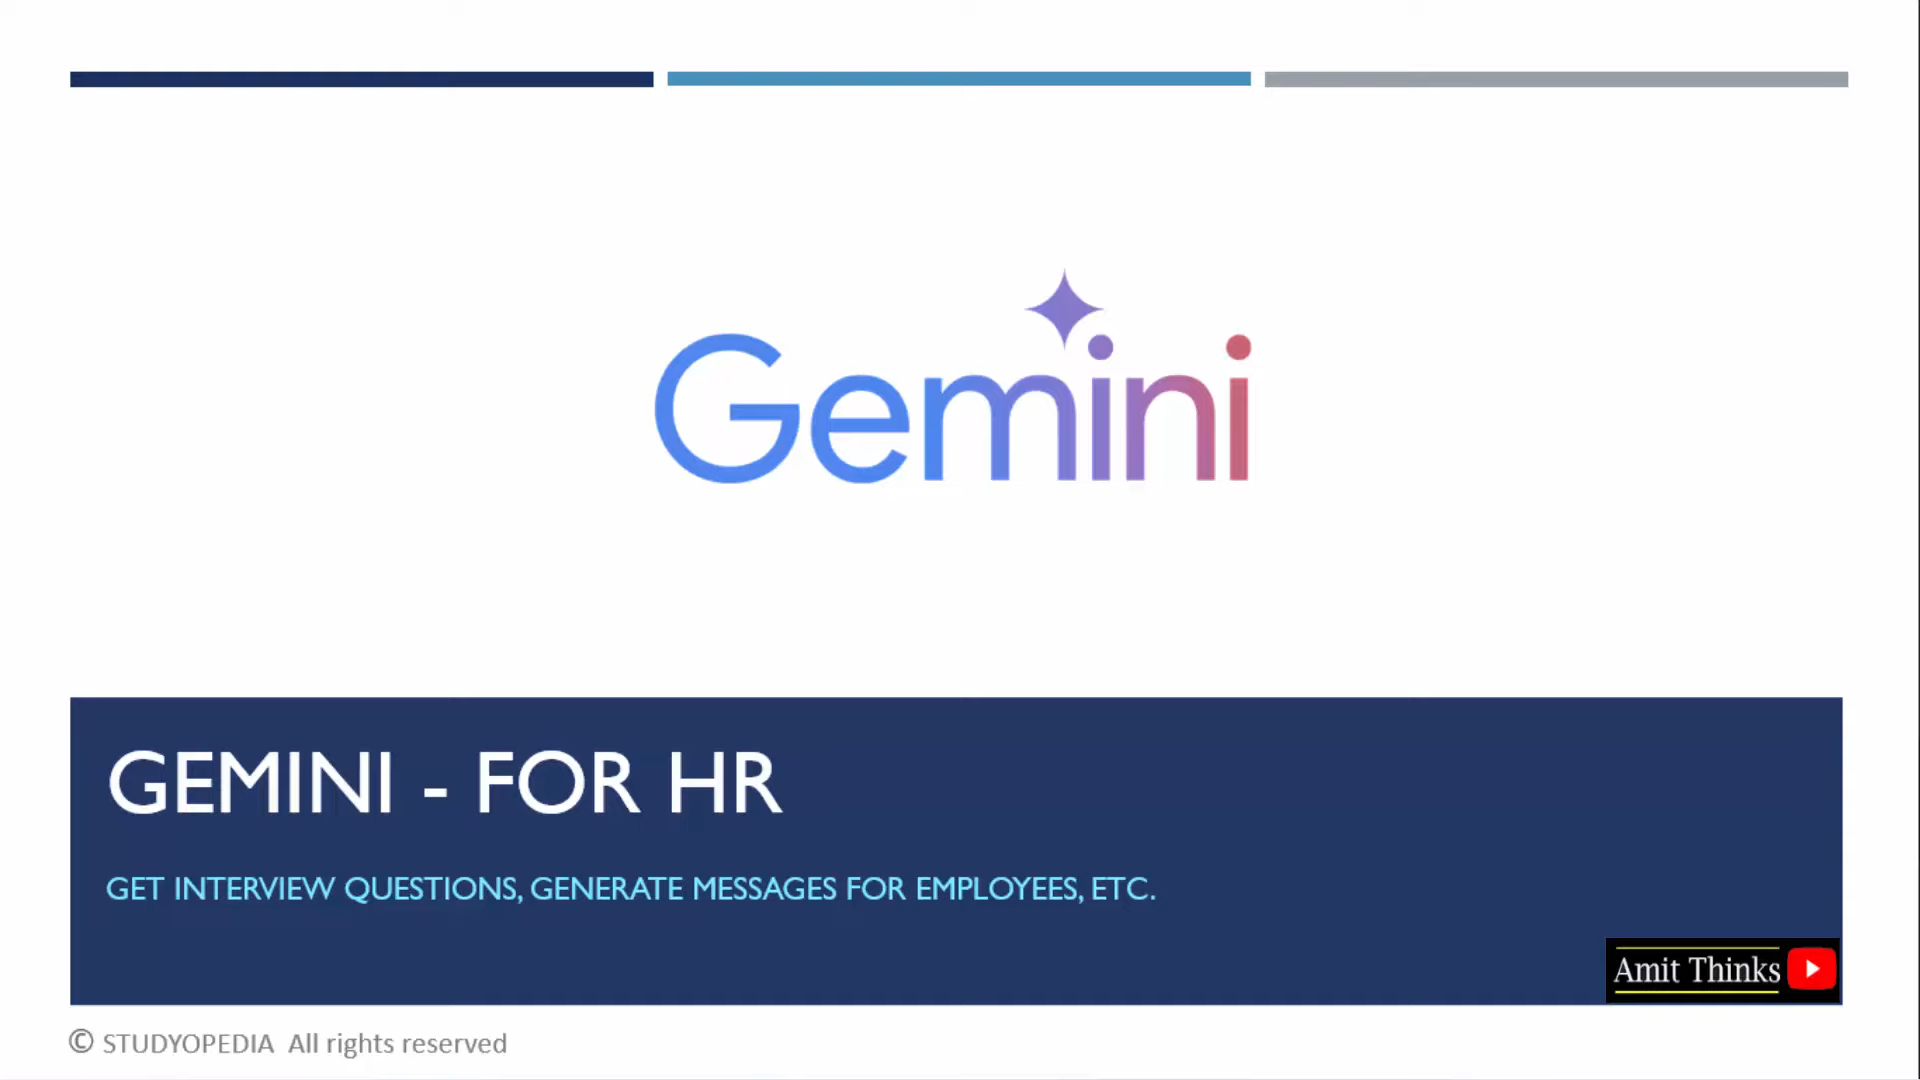 Gemini
GEMINI - FOR HR
GET INTERVIEW QUESTIONS, GENERATE MESSAGES FOR EMPLOYEES, ETC.
Amit Thinks
© STUDYOPEDIA All rights reserved